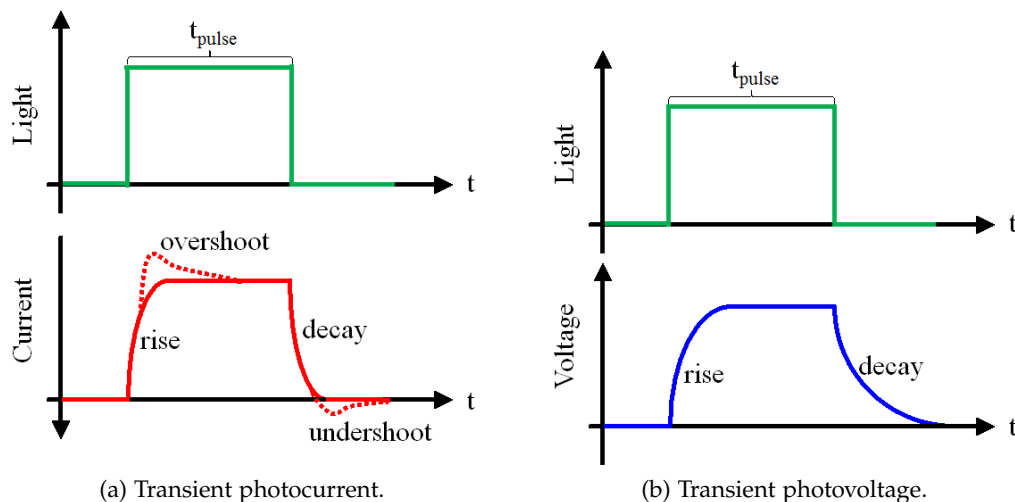 t_pulse
Light
t
overshoot
Current
rise
decay
t
undershoot
(a) Transient photocurrent.
t_pulse
Light
t
Voltage
rise
decay
t
(b) Transient photovoltage.